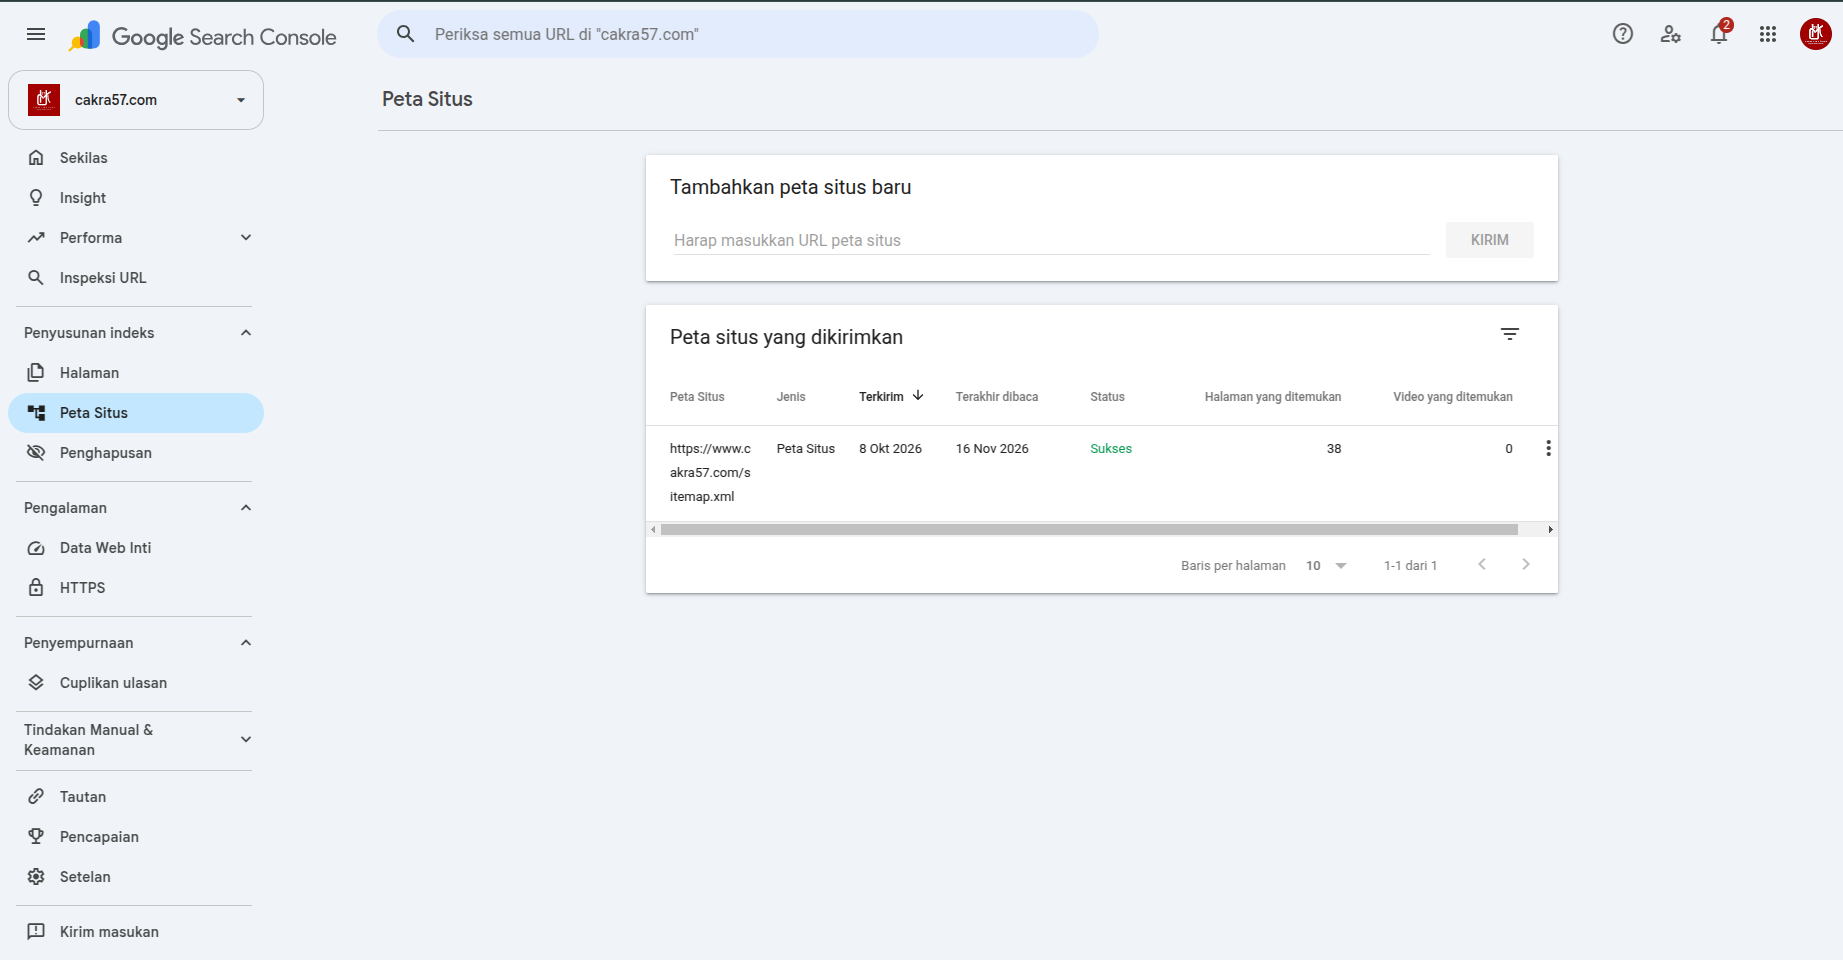 Google Search Console
Periksa semua URL di "cakra57.com"
2
cakra57.com
Peta Situs
Sekilas
Insight
Performa
Inspeksi URL
Penyusunan indeks
Halaman
Peta Situs
Penghapusan
Pengalaman
Data Web Inti
HTTPS
Penyempurnaan
Cuplikan ulasan
Tindakan Manual &
Keamanan
Tautan
Pencapaian
Setelan
Kirim masukan
Tambahkan peta situs baru
Harap masukkan URL peta situs
KIRIM
Peta situs yang dikirimkan
Peta Situs Jenis Terkirim Terakhir dibaca Status Halaman yang ditemukan Video yang ditemukan
https://www.c Peta Situs 8 Okt 2026 16 Nov 2026 Sukses 38 0
akra57.com/s
itemap.xml
Baris per halaman 10 1-1 dari 1